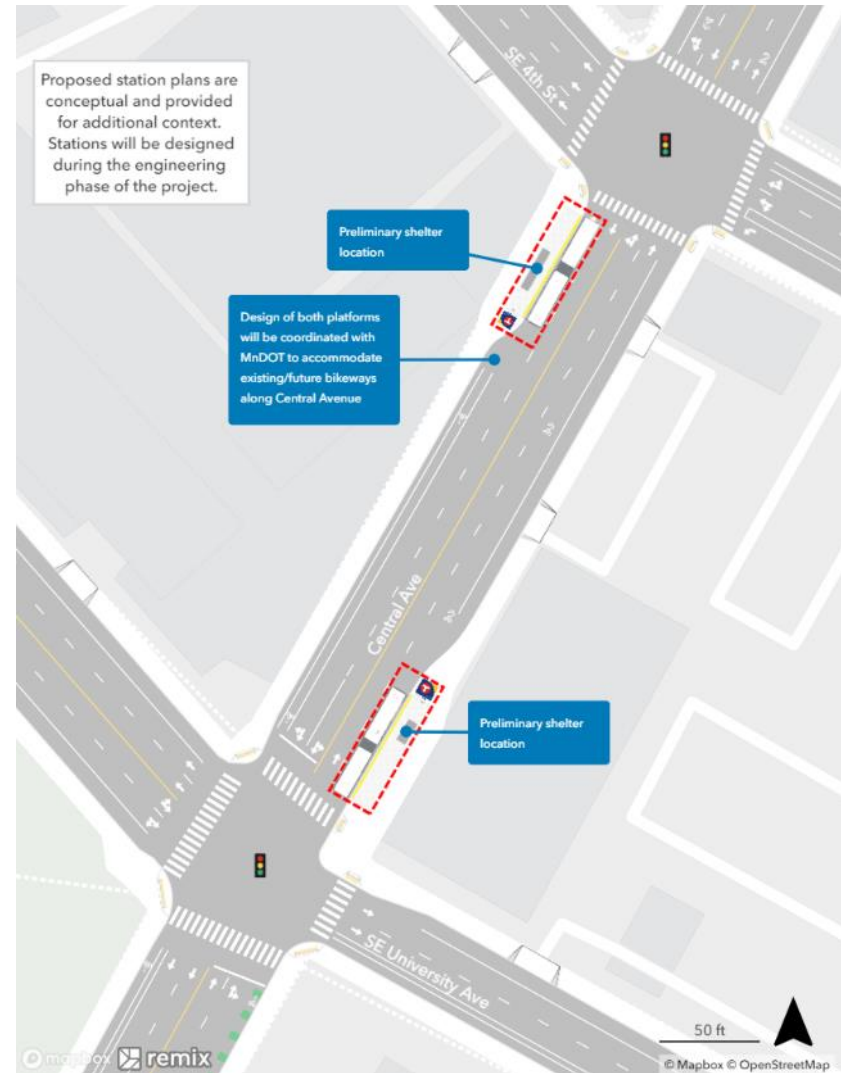 Proposed station plans are
conceptual and provided
for additional context.
Stations will be designed
during the engineering
phase of the project.
SE 4th St
Preliminary shelter
location
Design of both platforms
will be coordinated with
MnDOT to accommodate
existing/future bikeways
along Central Avenue
Central Ave
Preliminary shelter
location
SE University Ave
50 ft
mapbox remix
© Mapbox © OpenStreetMap